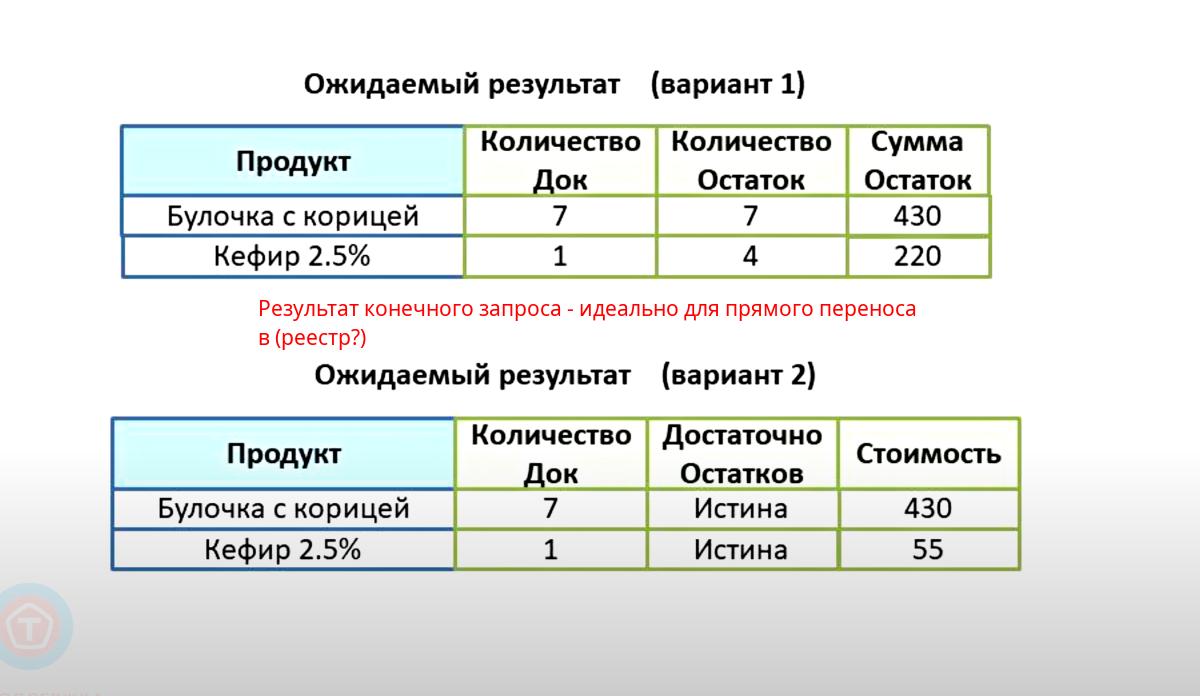 Ожидаемый результат (вариант 1)
Продукт Количество Док Количество Остаток Сумма Остаток
Булочка с корицей 7 7 430
Кефир 2.5% 1 4 220
Результат конечного запроса - идеально для прямого переноса
в (реестр?)
Ожидаемый результат (вариант 2)
Продукт Количество Док Достаточно Остатков Стоимость
Булочка с корицей 7 Истина 430
Кефир 2.5% 1 Истина 55